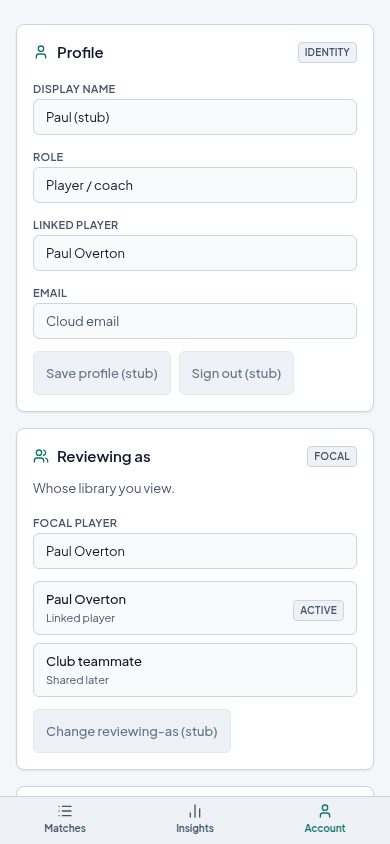 Profile
IDENTITY
DISPLAY NAME
Paul (stub)
ROLE
Player / coach
LINKED PLAYER
Paul Overton
EMAIL
Cloud email
Save profile (stub)
Sign out (stub)
Reviewing as
FOCAL
Whose library you view.
FOCAL PLAYER
Paul Overton
Paul Overton
Linked player
ACTIVE
Club teammate
Shared later
Change reviewing-as (stub)
Matches
Insights
Account